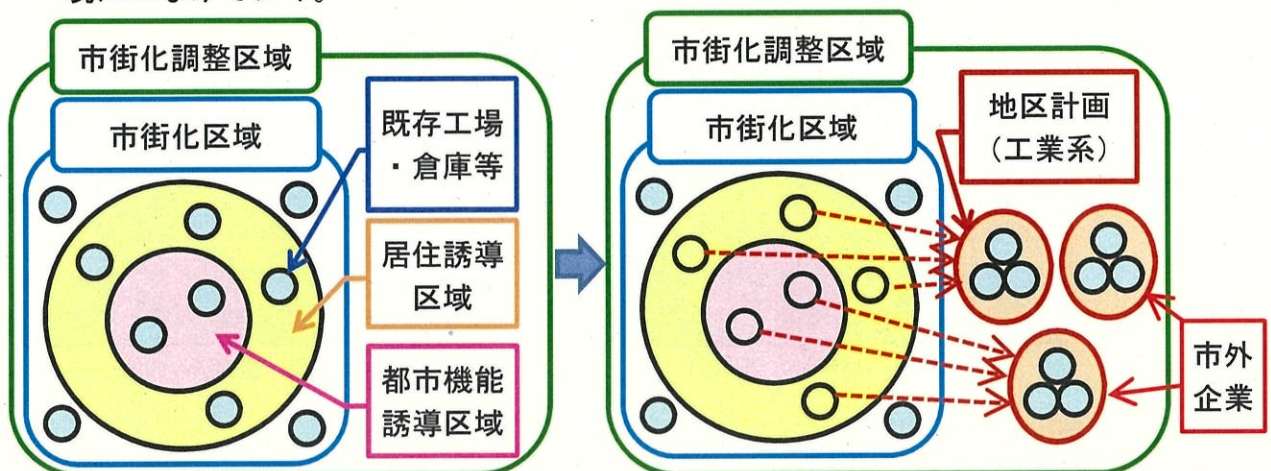 市街化調整区域
市街化区域
既存工場
・倉庫等
居住誘導
区域
都市機能
誘導区域
市街化調整区域
市街化区域
地区計画
（工業系）
市外
企業